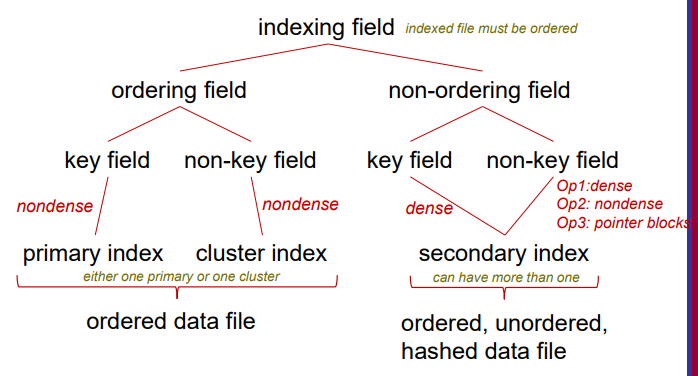 indexing field indexed file must be ordered
ordering field non-ordering field
key field non-key field key field non-key field
nondense nondense dense Op1:dense
Op2: nondense
Op3: pointer blocks
primary index cluster index secondary index
either one primary or one cluster can have more than one
ordered data file ordered, unordered,
hashed data file